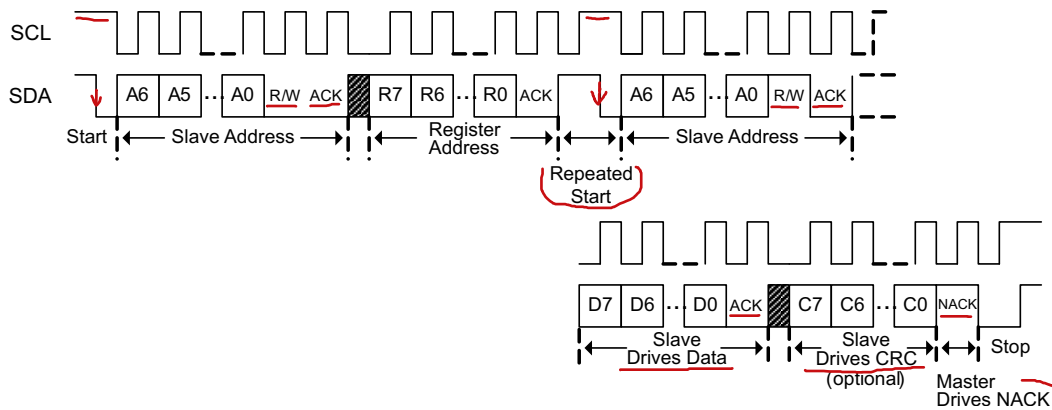 SCL
SDA A6 A5 ... A0 R/W ACK R7 R6 ... R0 ACK A6 A5 ... A0 R/W ACK
Start Slave Address Register Address Slave Address
Repeated Start
D7 D6 ... D0 ACK C7 C6 ... C0 NACK
Slave Drives Data Slave Drives CRC (optional) Stop
Master Drives NACK